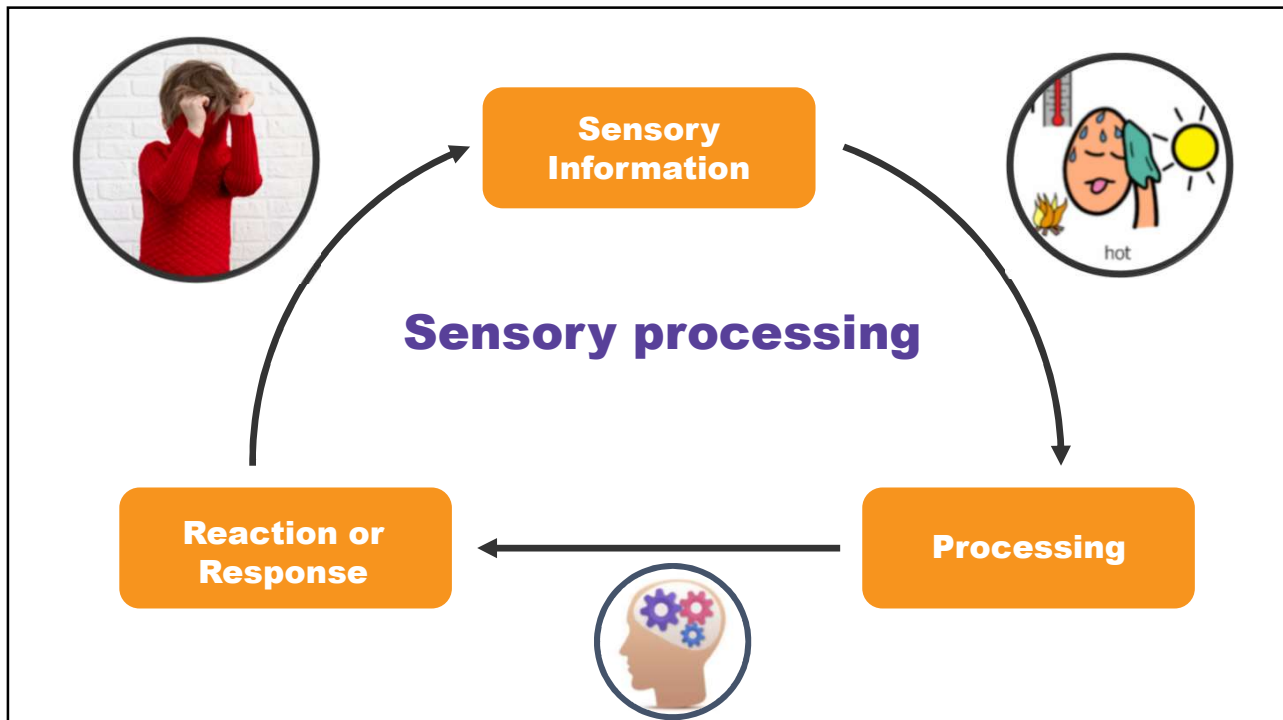 Sensory
Information
hot
Sensory processing
Reaction or
Response
Processing